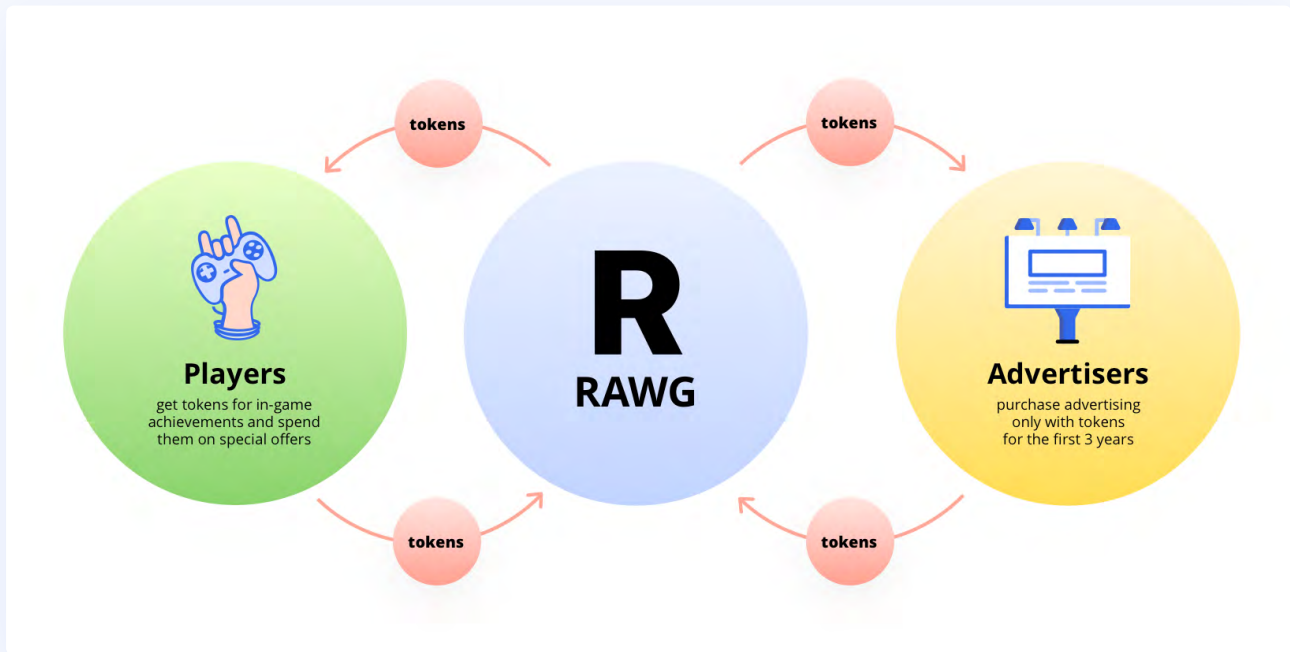 tokens
tokens
R
RAWG
Players
get tokens for in-game
achievements and spend
them on special offers
Advertisers
purchase advertising
only with tokens
for the first 3 years
tokens
tokens